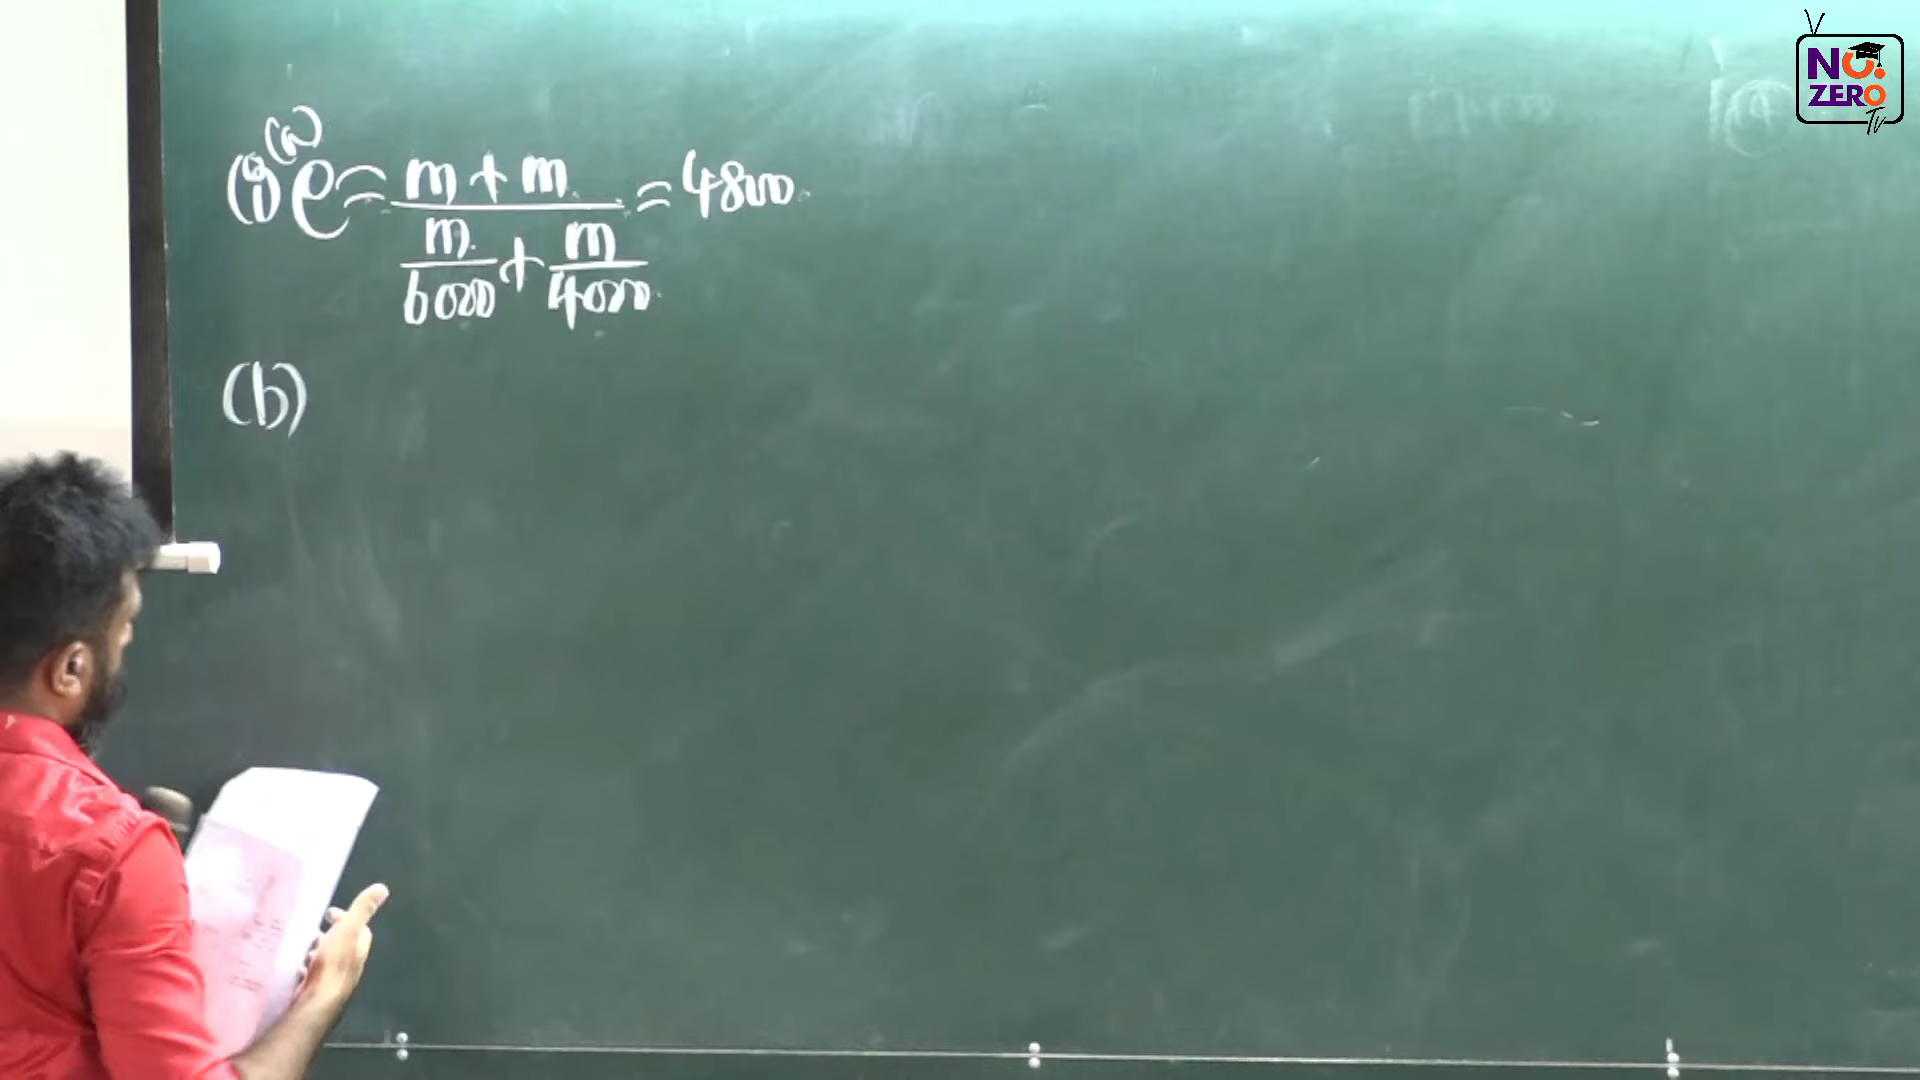 (i) (a) ρ = (m + m) / (m/6000 + m/4000) = 4800
(b)
NO.
ZERO
TV